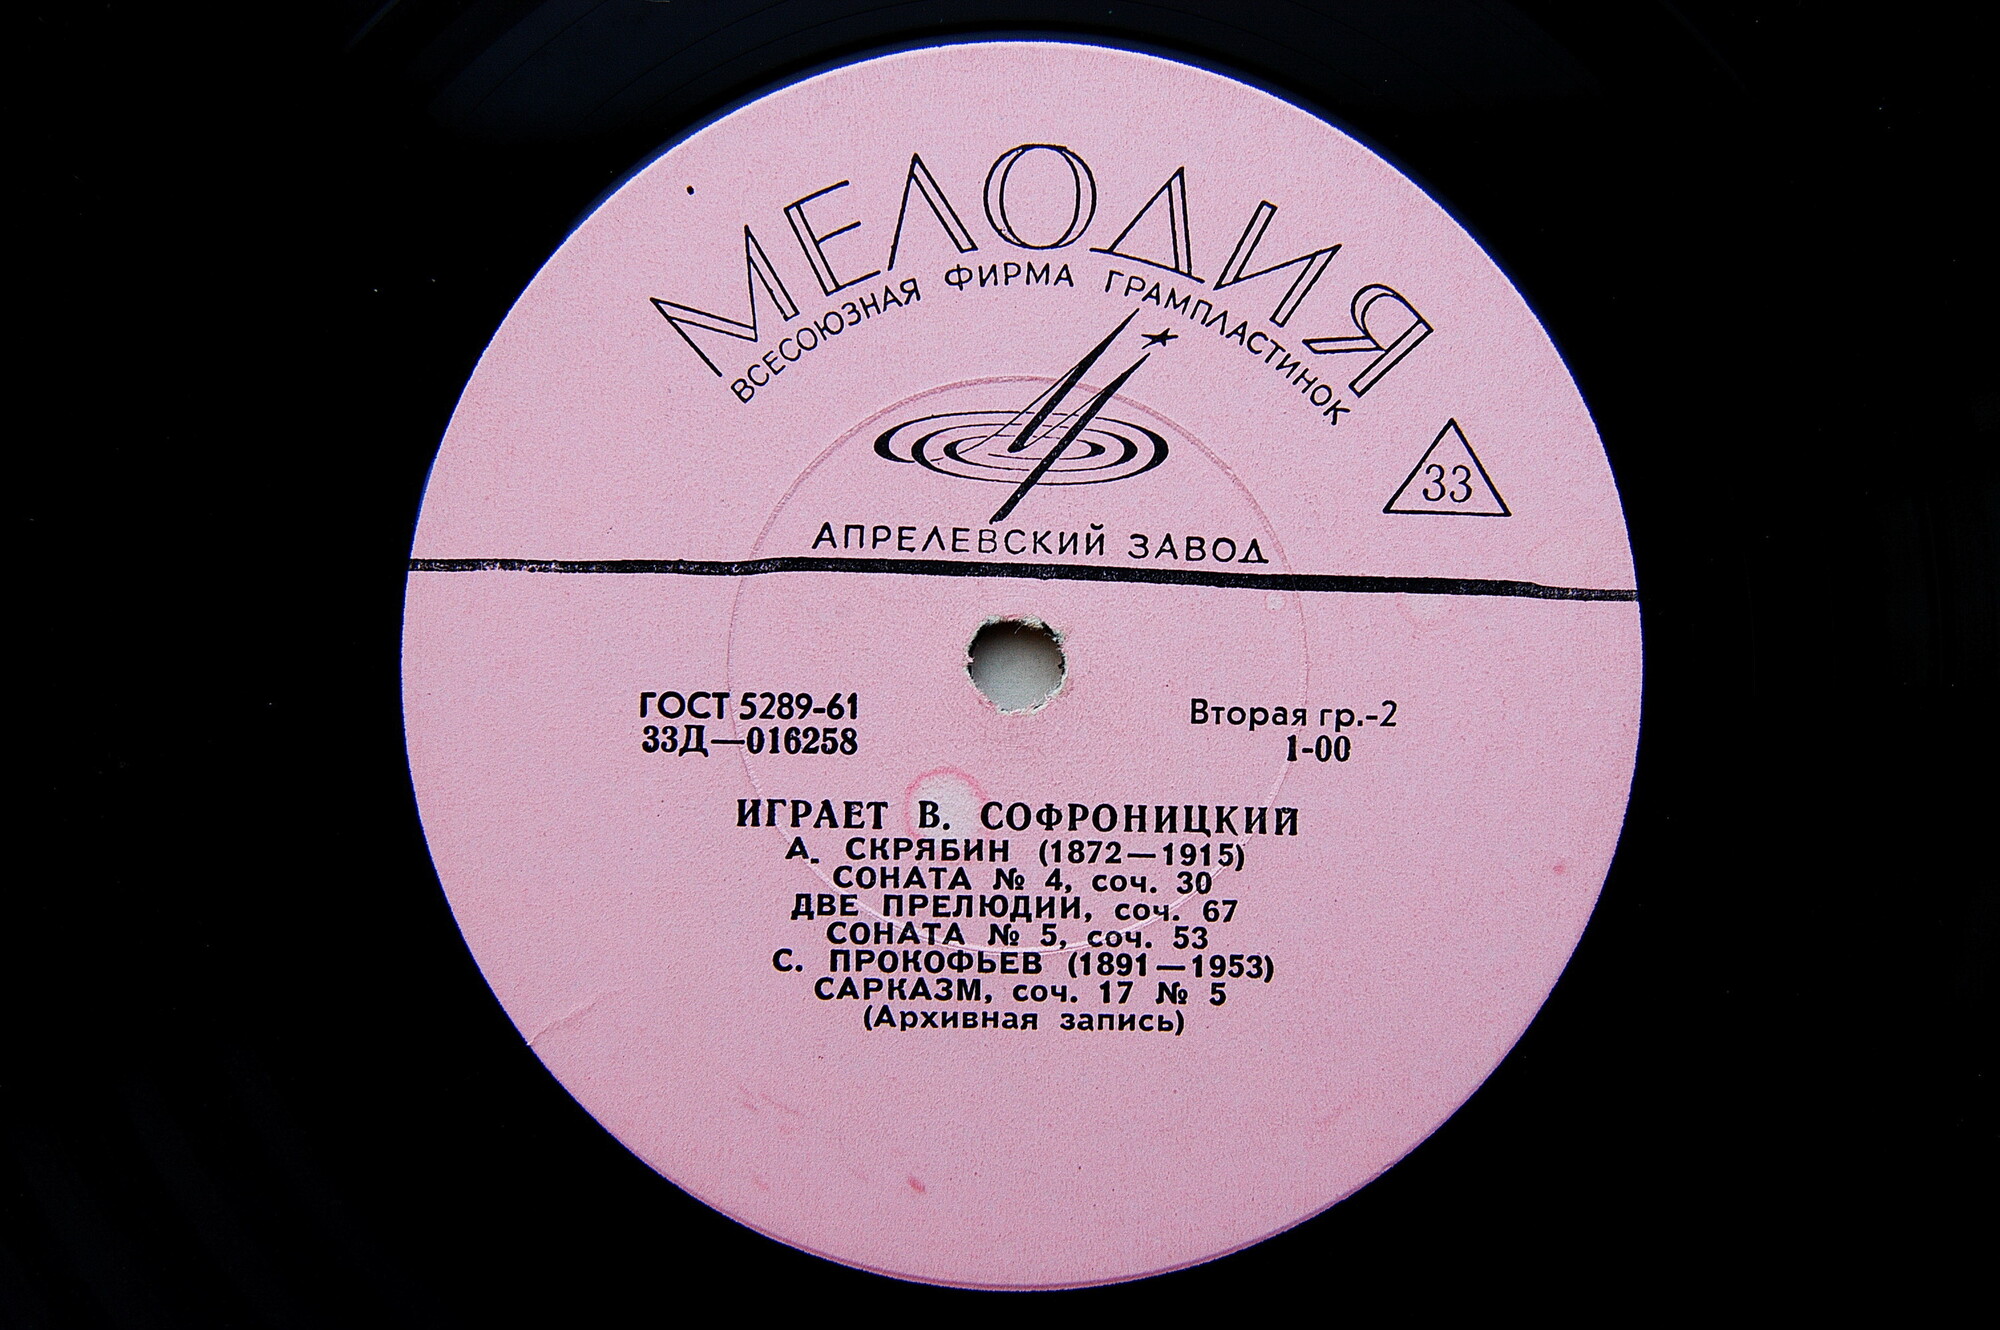 МЕЛОДИЯ
ВСЕСОЮЗНАЯ ФИРМА ГРАМПЛАСТИНОК
33
АПРЕЛЕВСКИЙ ЗАВОД
ГОСТ 5289-61
33Д—016258
Вторая гр.-2
1-00
ИГРАЕТ В. СОФРОНИЦКИЙ
А. СКРЯБИН (1872—1915)
СОНАТА № 4, соч. 30
ДВЕ ПРЕЛЮДИИ, соч. 67
СОНАТА № 5, соч. 53
С. ПРОКОФЬЕВ (1891—1953)
САРКАЗМ, соч. 17 № 5
(Архивная запись)